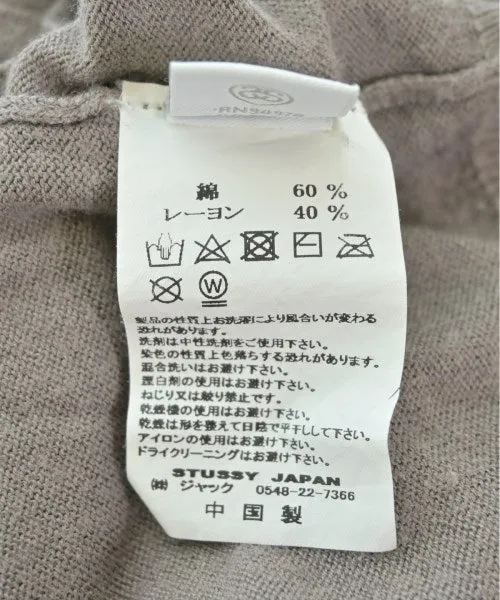 綿 60 %
レーヨン 40 %
W
製品の性質上お洗濯により風合いが変わる
恐れがあります。
洗剤は中性洗剤をご使用下さい。
染色の性質上色落ちする恐れがあります。
混合洗いはお避け下さい。
漂白剤の使用はお避け下さい。
ねじり又は絞り禁止です。
乾燥機の使用はお避け下さい。
乾燥は形を整えて日陰で平干しして下さい。
アイロンの使用はお避け下さい。
ドライクリーニングはお避け下さい。
STUSSY JAPAN
㈱ ジャック 0548-22-7366
中国製